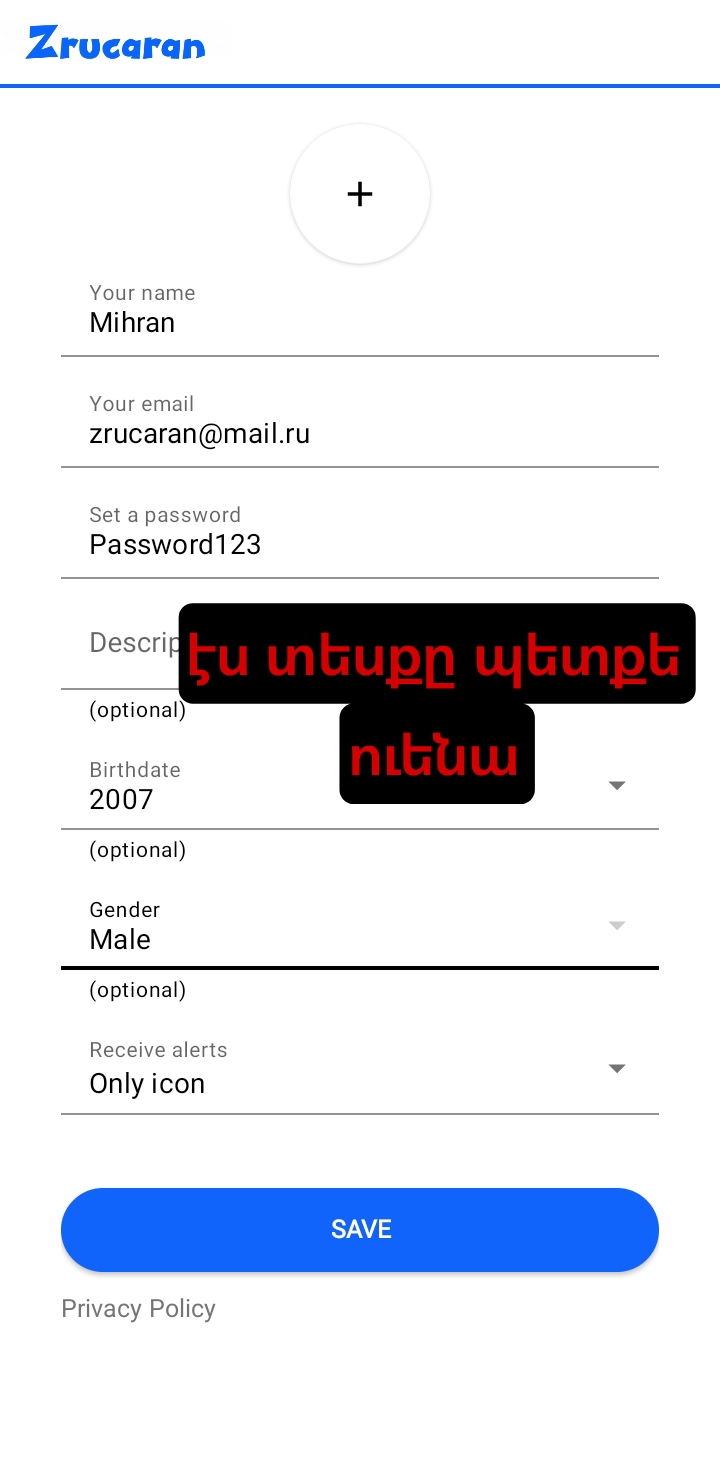 Zrucaran
+
Your name
Mihran
Your email
zrucaran@mail.ru
Set a password
Password123
Descrip
էս տեսքը պետքե
ունենա
(optional)
Birthdate
2007
(optional)
Gender
Male
(optional)
Receive alerts
Only icon
SAVE
Privacy Policy